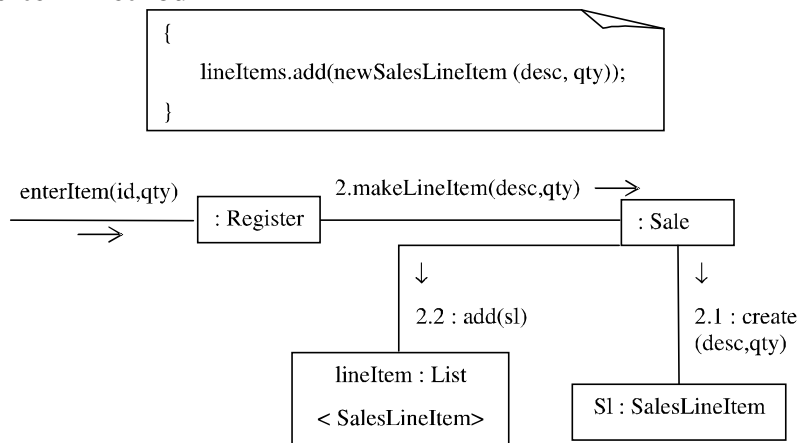 {
lineItems.add(newSalesLineItem (desc, qty));
}
enterItem(id,qty)
2.makeLineItem(desc,qty)
: Register
: Sale
2.2 : add(sl)
2.1 : create
(desc,qty)
lineItem : List
< SalesLineItem>
Sl : SalesLineItem